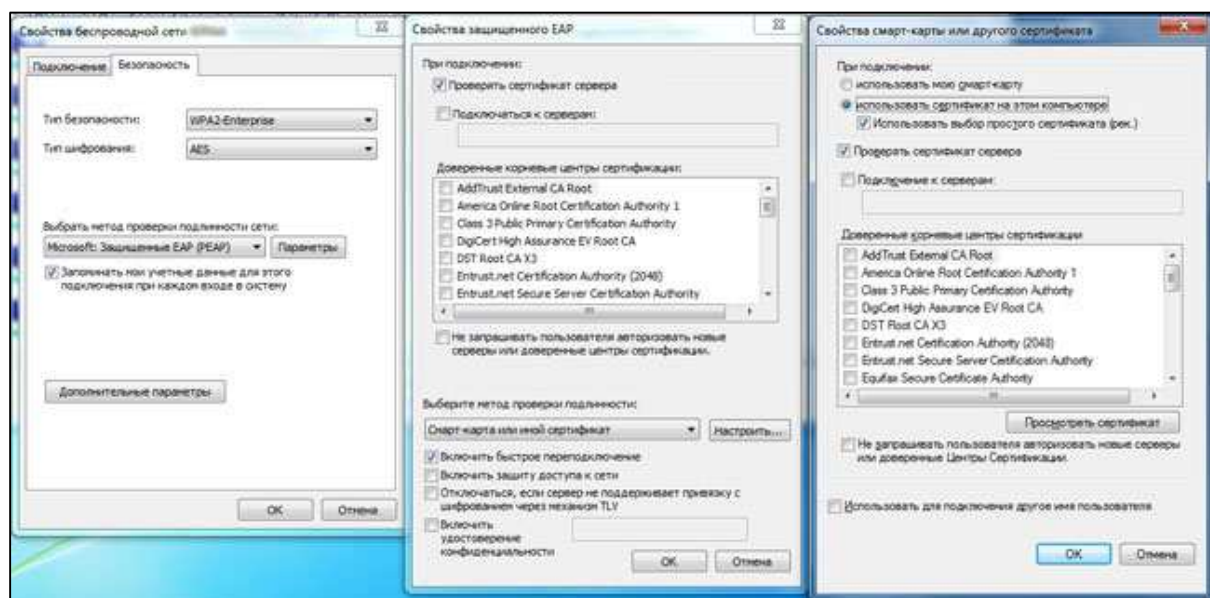 Свойства беспроводной сети
Подключение
Безопасность
Тип безопасности:
WPA2-Enterprise
Тип шифрования:
AES
Выбрать метод проверки подлинности сети:
Microsoft: Защищенные EAP (PEAP)
Параметры
Запоминать мои учетные данные для этого
подключения при каждом входе в систему
Дополнительные параметры
OK
Отмена
Свойства защищенного EAP
При подключении:
Проверять сертификат сервера
Подключаться к серверам:
Доверенные корневые центры сертификации:
AddTrust External CA Root
America Online Root Certification Authority 1
Class 3 Public Primary Certification Authority
DigiCert High Assurance EV Root CA
DST Root CA X3
Entrust.net Certification Authority (2048)
Entrust.net Secure Server Certification Authority
Не запрашивать пользователя авторизовать новые
серверы или доверенные центры сертификации.
Выберите метод проверки подлинности:
Смарт-карта или иной сертификат
Настроить...
Включить быстрое переподключение
Включить защиту доступа к сети
Отключаться, если сервер не поддерживает привязку с
шифрованием через механизм TLV
Включить
удостоверение
конфиденциальности
OK
Отмена
Свойства смарт-карты или другого сертификата
При подключении:
использовать мою смарт-карту
использовать сертификат на этом компьютере
Использовать выбор простого сертификата (рек.)
Проверять сертификат сервера
Подключение к серверам:
Доверенные корневые центры сертификации
AddTrust External CA Root
America Online Root Certification Authority 1
Class 3 Public Primary Certification Authority
DigiCert High Assurance EV Root CA
DST Root CA X3
Entrust.net Certification Authority (2048)
Entrust.net Secure Server Certification Authority
Equifax Secure Certificate Authority
Просмотреть сертификат
Не запрашивать пользователя авторизовать новые серверы
или доверенные Центры Сертификации.
Использовать для подключения другое имя пользователя
OK
Отмена